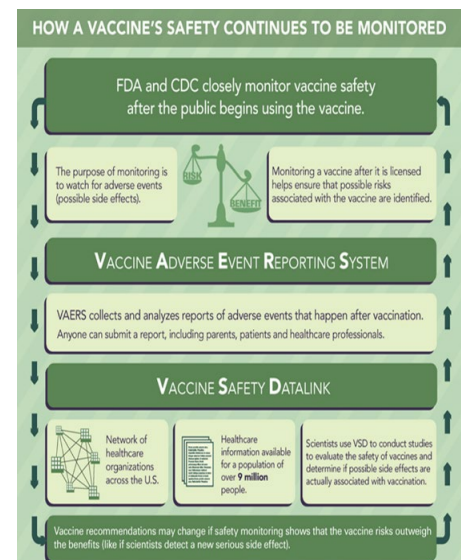 HOW A VACCINE'S SAFETY CONTINUES TO BE MONITORED
FDA and CDC closely monitor vaccine safety
after the public begins using the vaccine.
The purpose of monitoring is
to watch for adverse events
(possible side effects).
RISK
BENEFIT
Monitoring a vaccine after it is licensed
helps ensure that possible risks
associated with the vaccine are identified.
VACCINE ADVERSE EVENT REPORTING SYSTEM
VAERS collects and analyzes reports of adverse events that happen after vaccination.
Anyone can submit a report, including parents, patients and healthcare professionals.
VACCINE SAFETY DATALINK
Network of
healthcare
organizations
across the U.S.
Healthcare
information available
for a population of
over 9 million
people.
Scientists use VSD to conduct studies
to evaluate the safety of vaccines and
determine if possible side effects are
actually associated with vaccination.
Vaccine recommendations may change if safety monitoring shows that the vaccine risks outweigh
the benefits (like if scientists detect a new serious side effect).